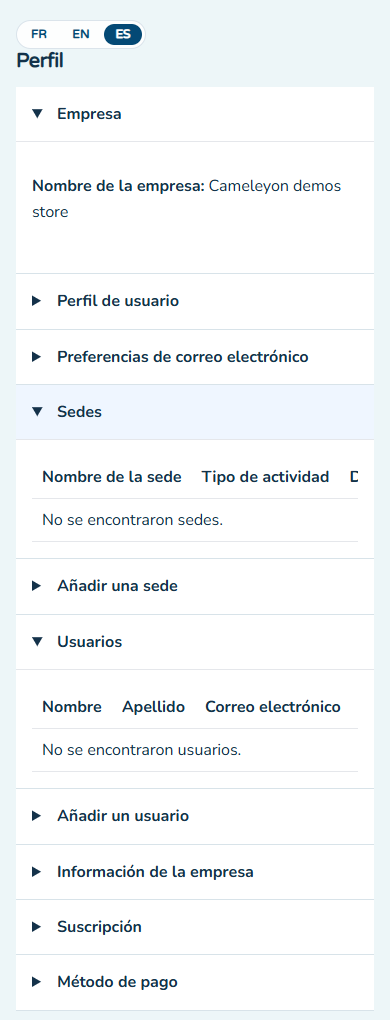 FR EN ES
Perfil
Empresa
Nombre de la empresa: Cameleyon demos
store
Perfil de usuario
Preferencias de correo electrónico
Sedes
Nombre de la sede Tipo de actividad
No se encontraron sedes.
Añadir una sede
Usuarios
Nombre Apellido Correo electrónico
No se encontraron usuarios.
Añadir un usuario
Información de la empresa
Suscripción
Método de pago